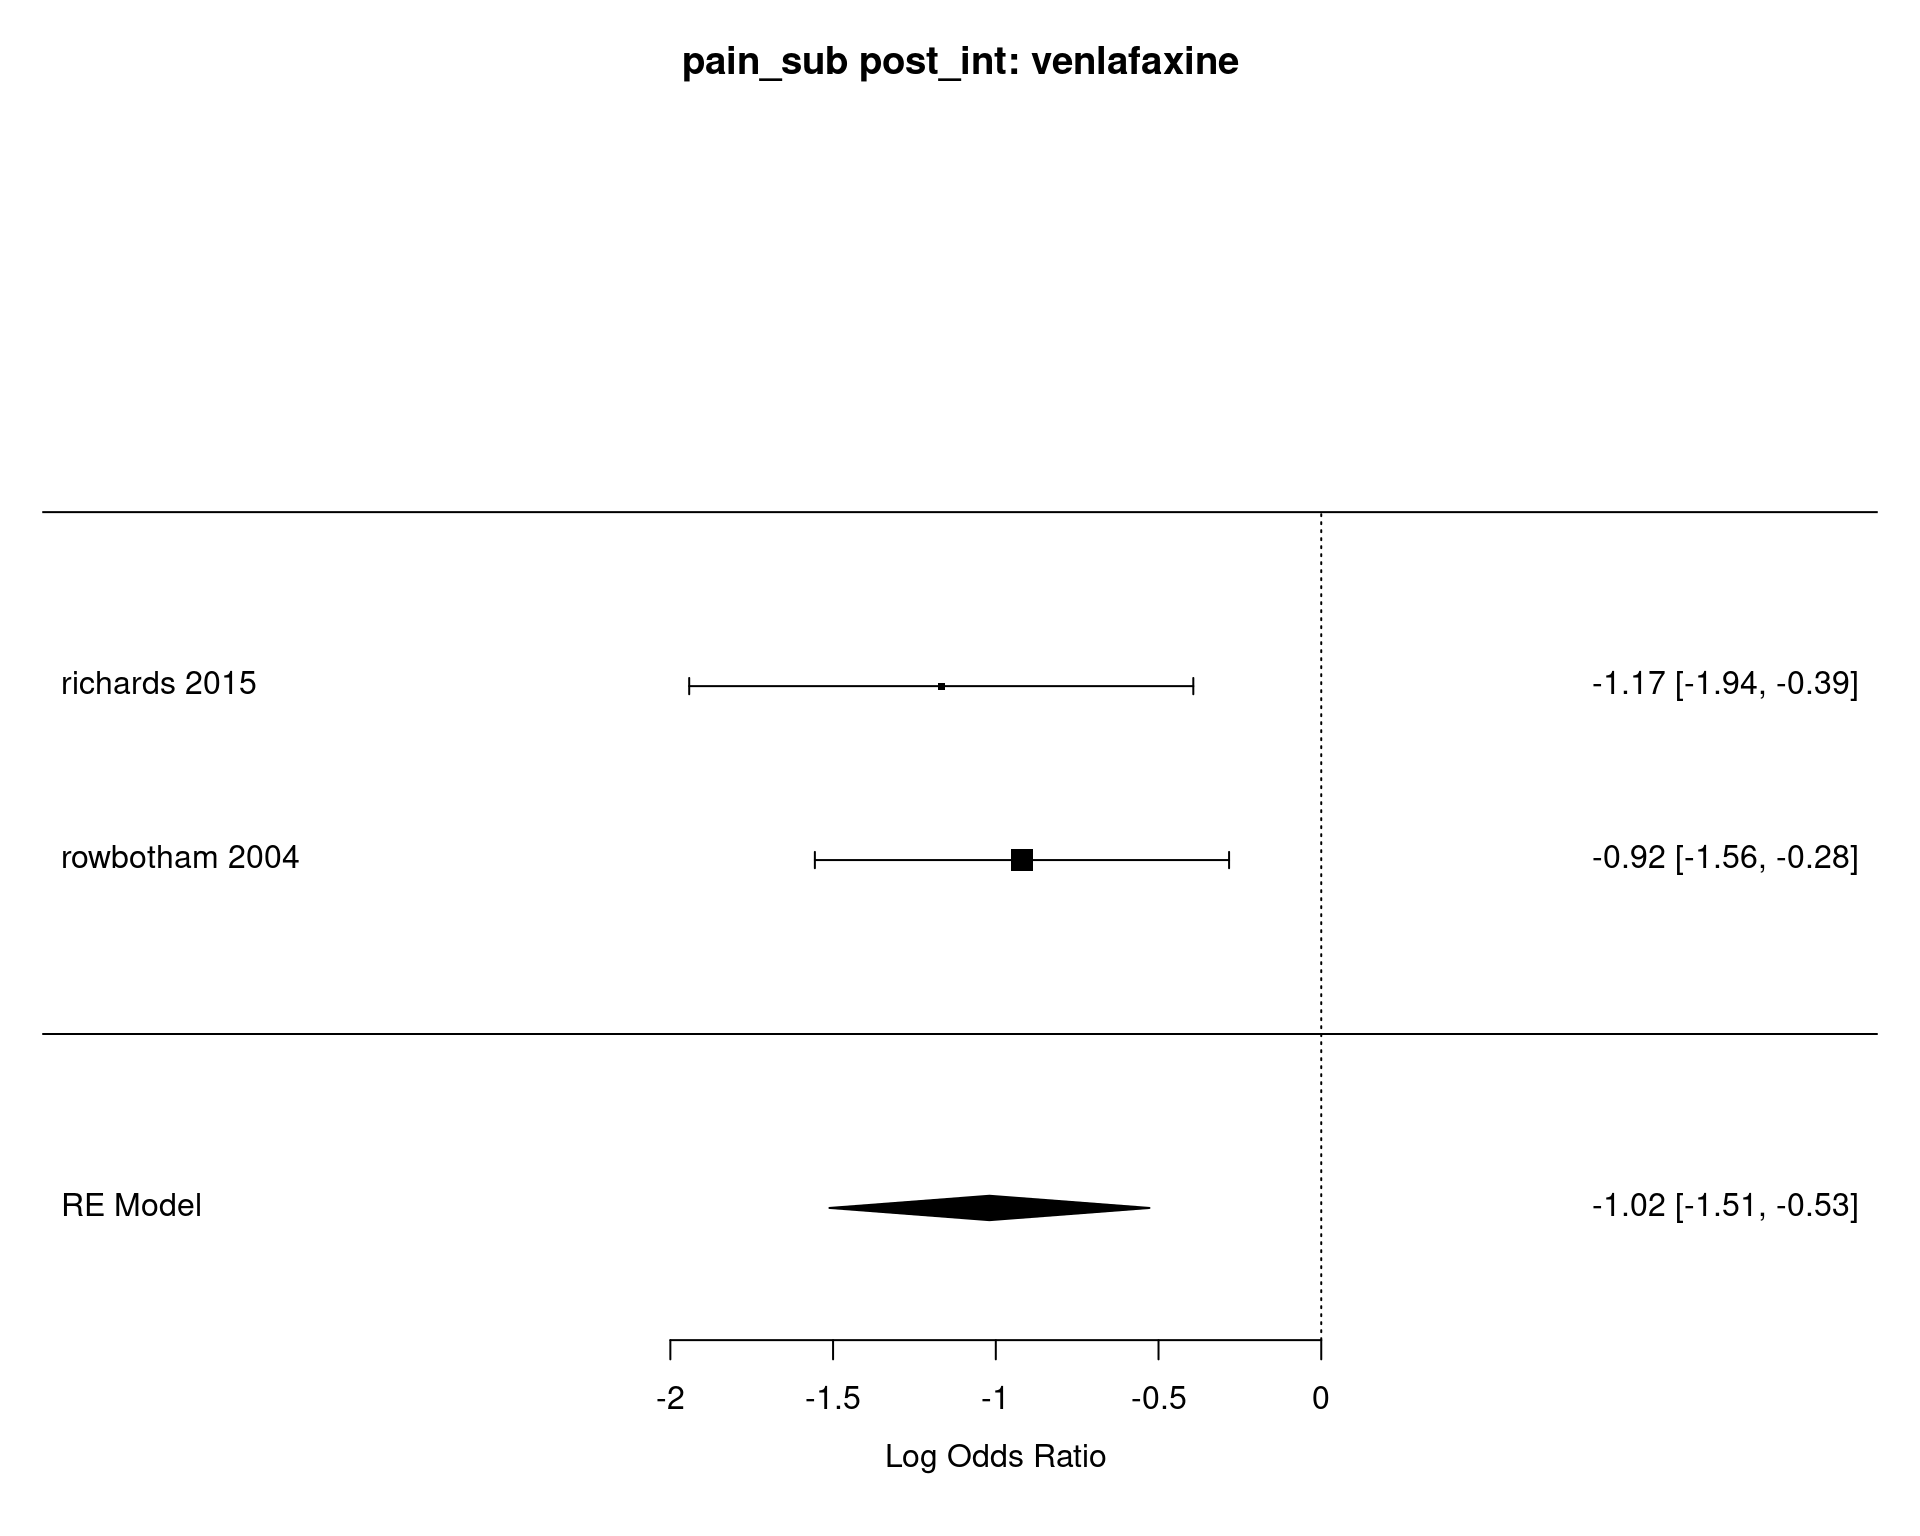 pain_sub post_int: venlafaxine
richards 2015 -1.17 [-1.94, -0.39]
rowbotham 2004 -0.92 [-1.56, -0.28]
RE Model -1.02 [-1.51, -0.53]
-2 -1.5 -1 -0.5 0
Log Odds Ratio